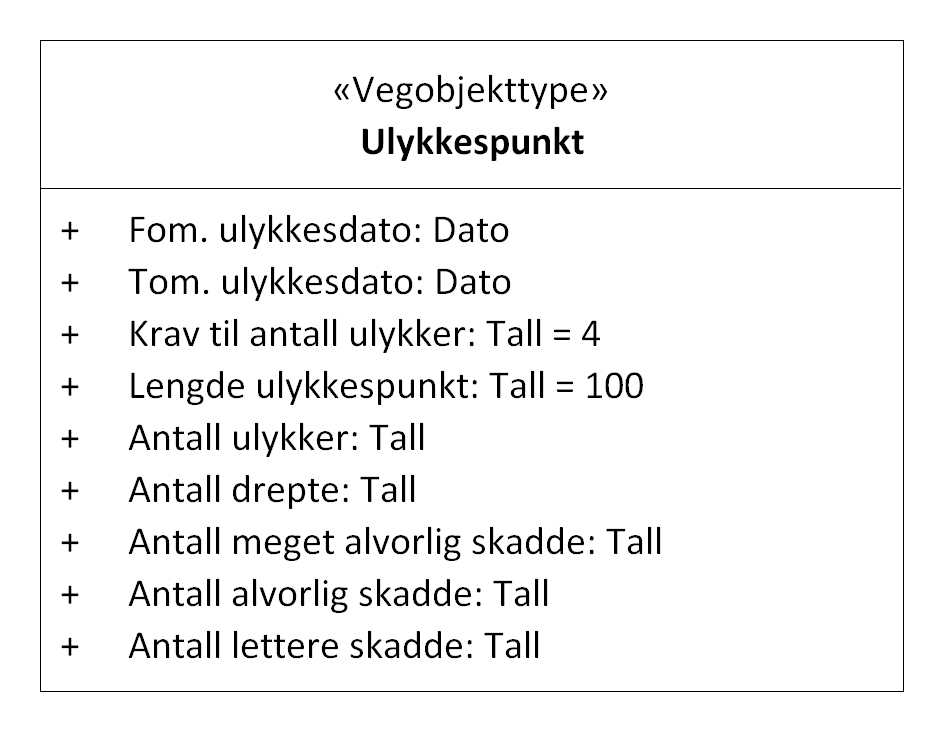 «Vegobjekttype»
Ulykkespunkt
+ Fom. ulykkesdato: Dato
+ Tom. ulykkesdato: Dato
+ Krav til antall ulykker: Tall = 4
+ Lengde ulykkespunkt: Tall = 100
+ Antall ulykker: Tall
+ Antall drepte: Tall
+ Antall meget alvorlig skadde: Tall
+ Antall alvorlig skadde: Tall
+ Antall lettere skadde: Tall